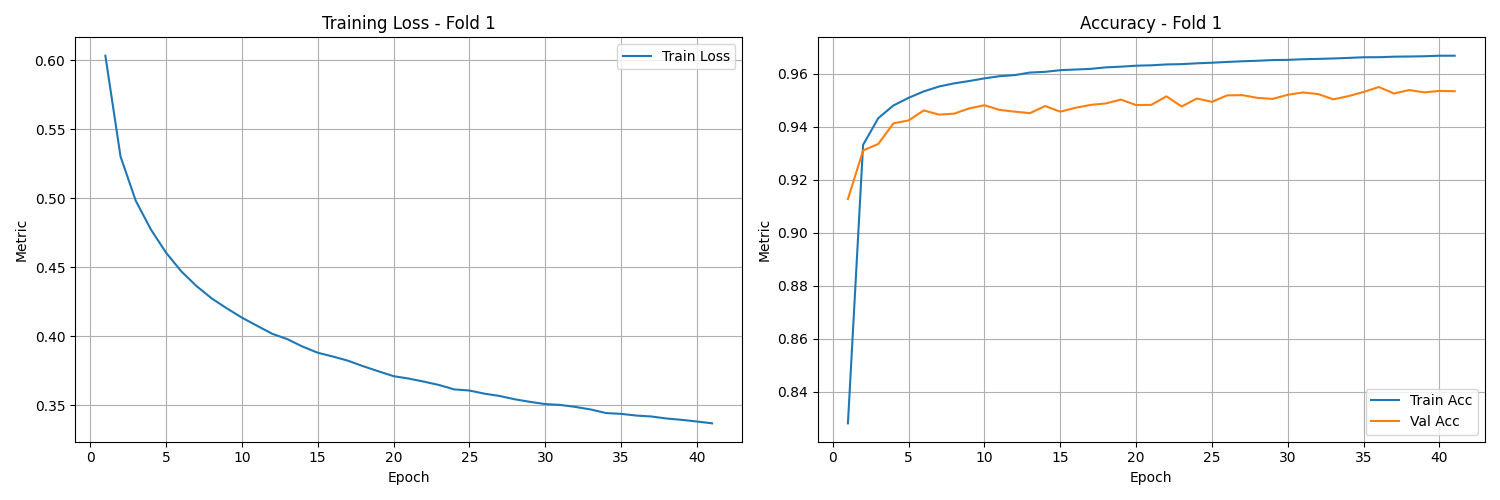 Training Loss - Fold 1
Train Loss
0.60
0.55
0.50
0.45
0.40
0.35
Metric
0 5 10 15 20 25 30 35 40
Epoch
Accuracy - Fold 1
0.96
0.94
0.92
0.90
0.88
0.86
0.84
Metric
Train Acc
Val Acc
0 5 10 15 20 25 30 35 40
Epoch